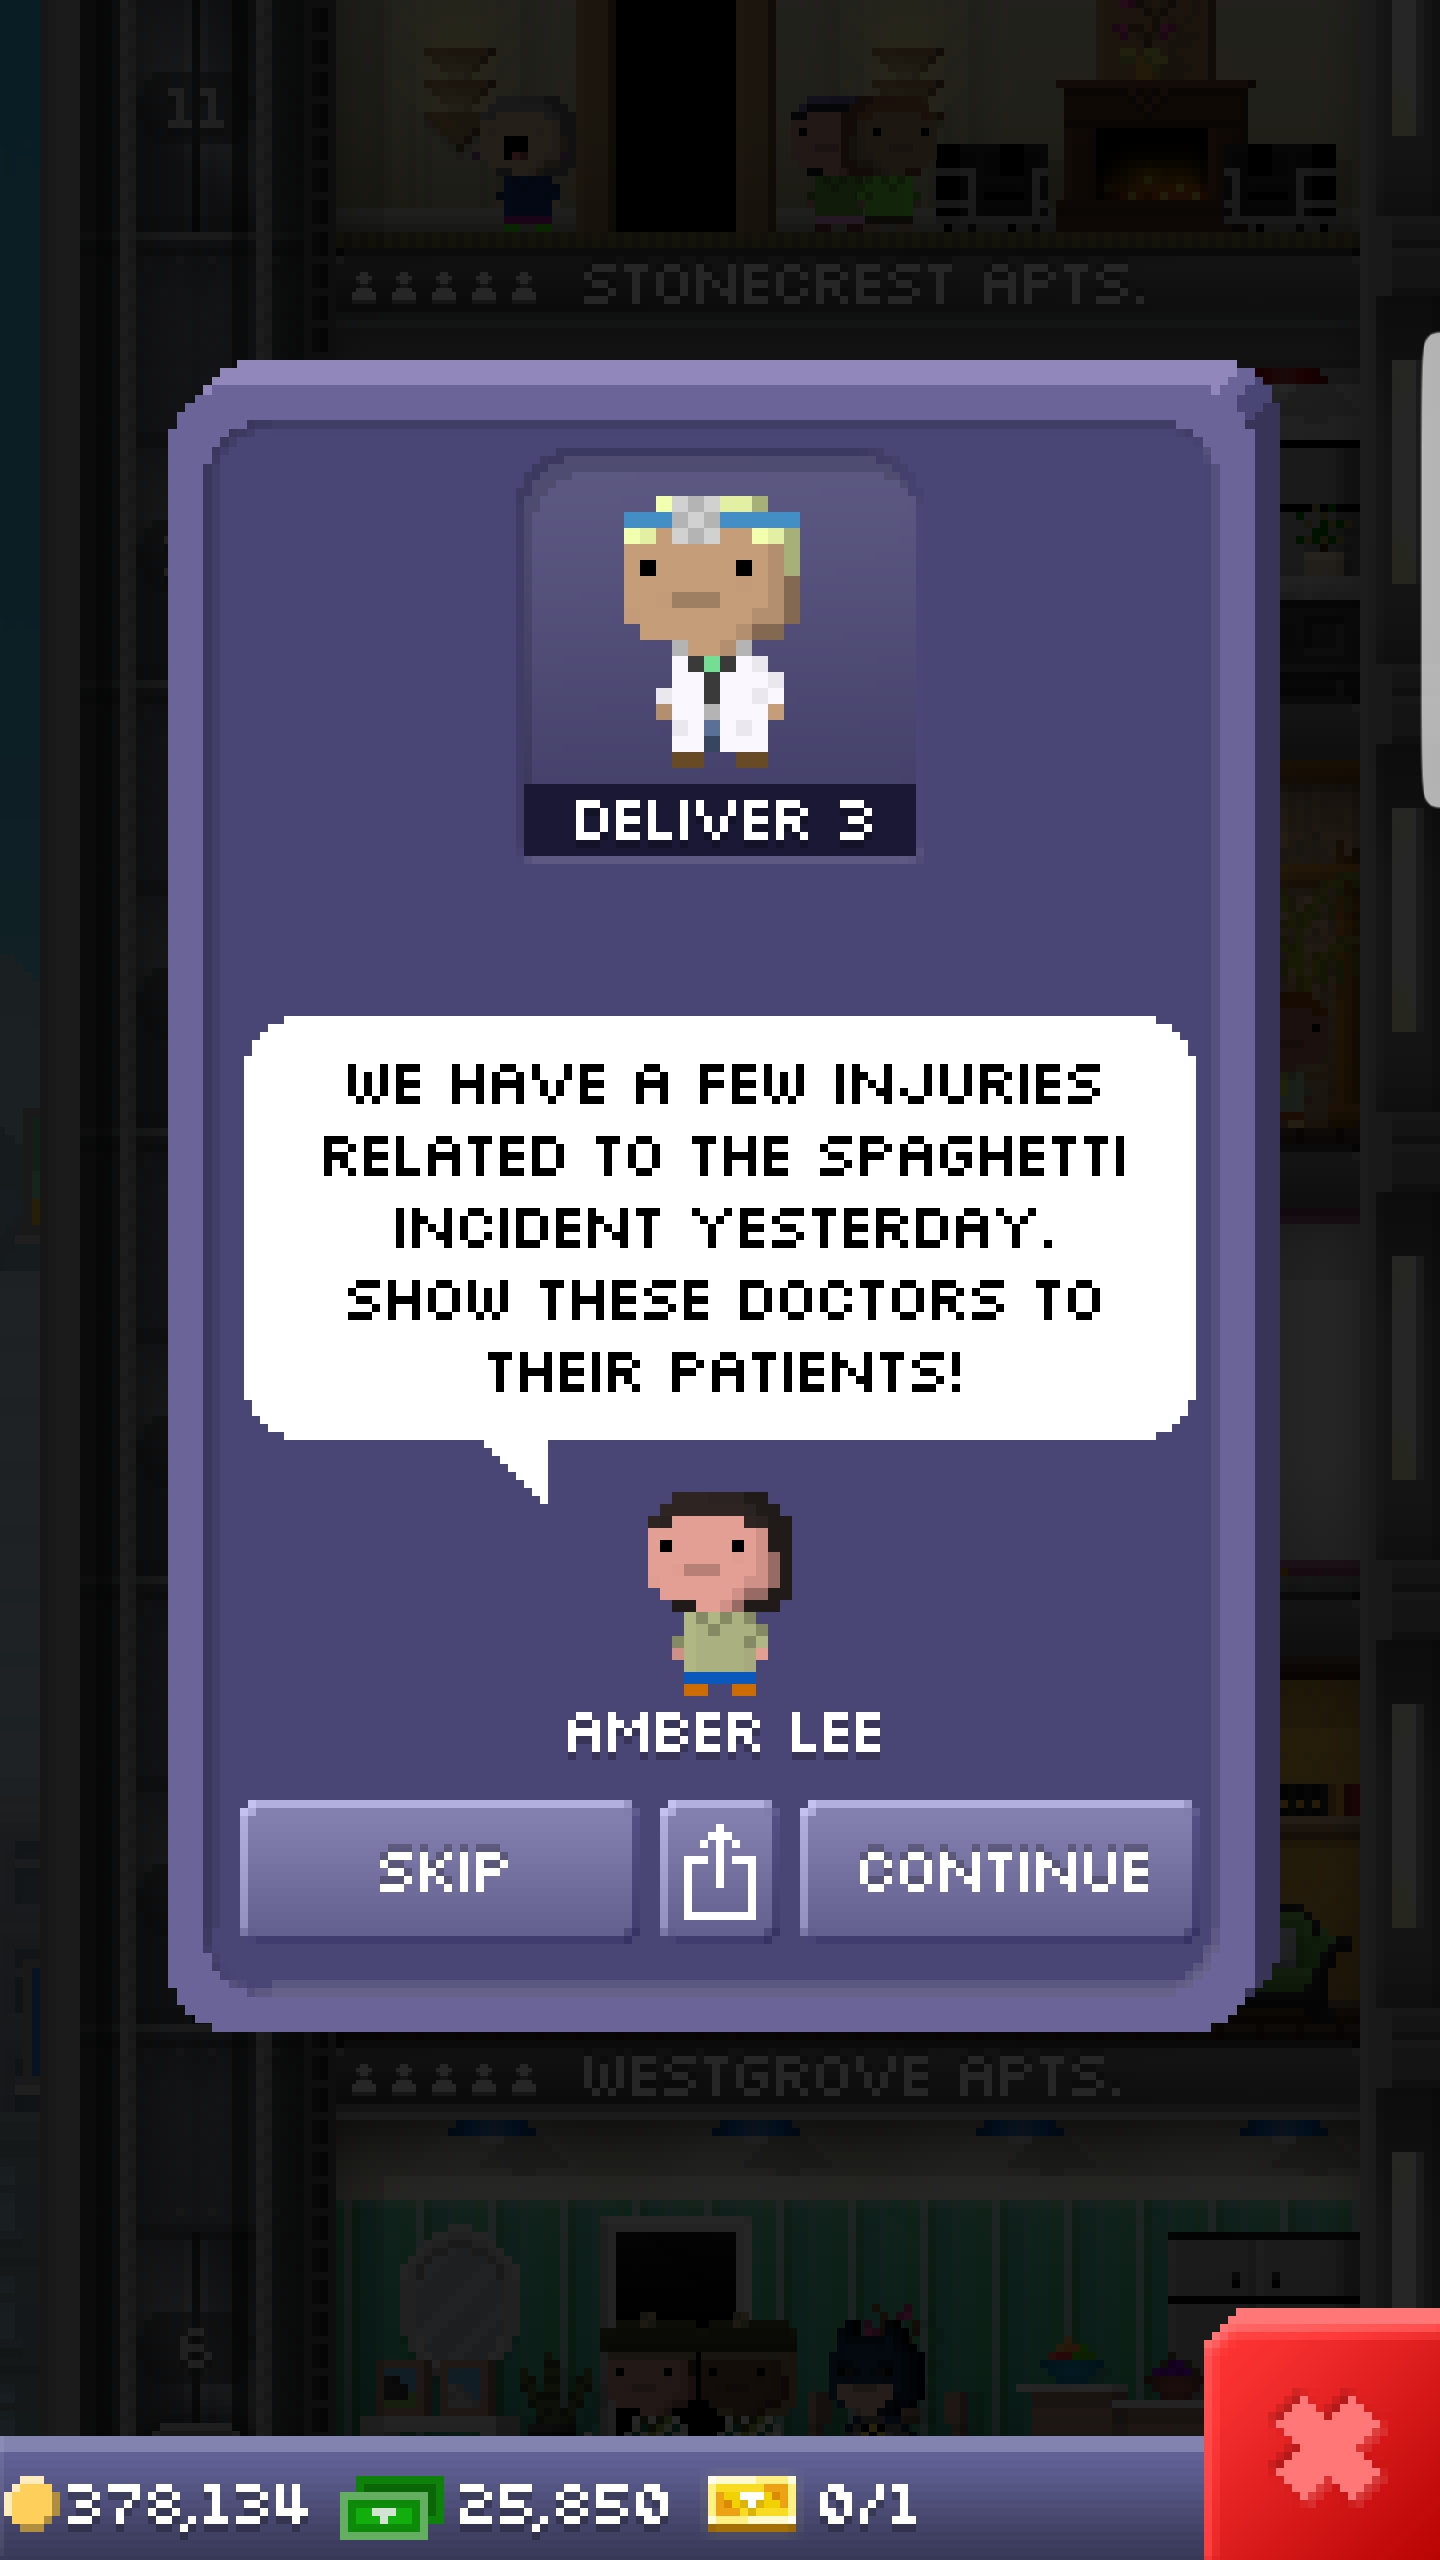 11
STONECREST APTS.
DELIVER 3
WE HAVE A FEW INJURIES
RELATED TO THE SPAGHETTI
INCIDENT YESTERDAY.
SHOW THESE DOCTORS TO
THEIR PATIENTS!
AMBER LEE
SKIP
CONTINUE
WESTGROVE APTS.
6
378,134
25,850
0/1